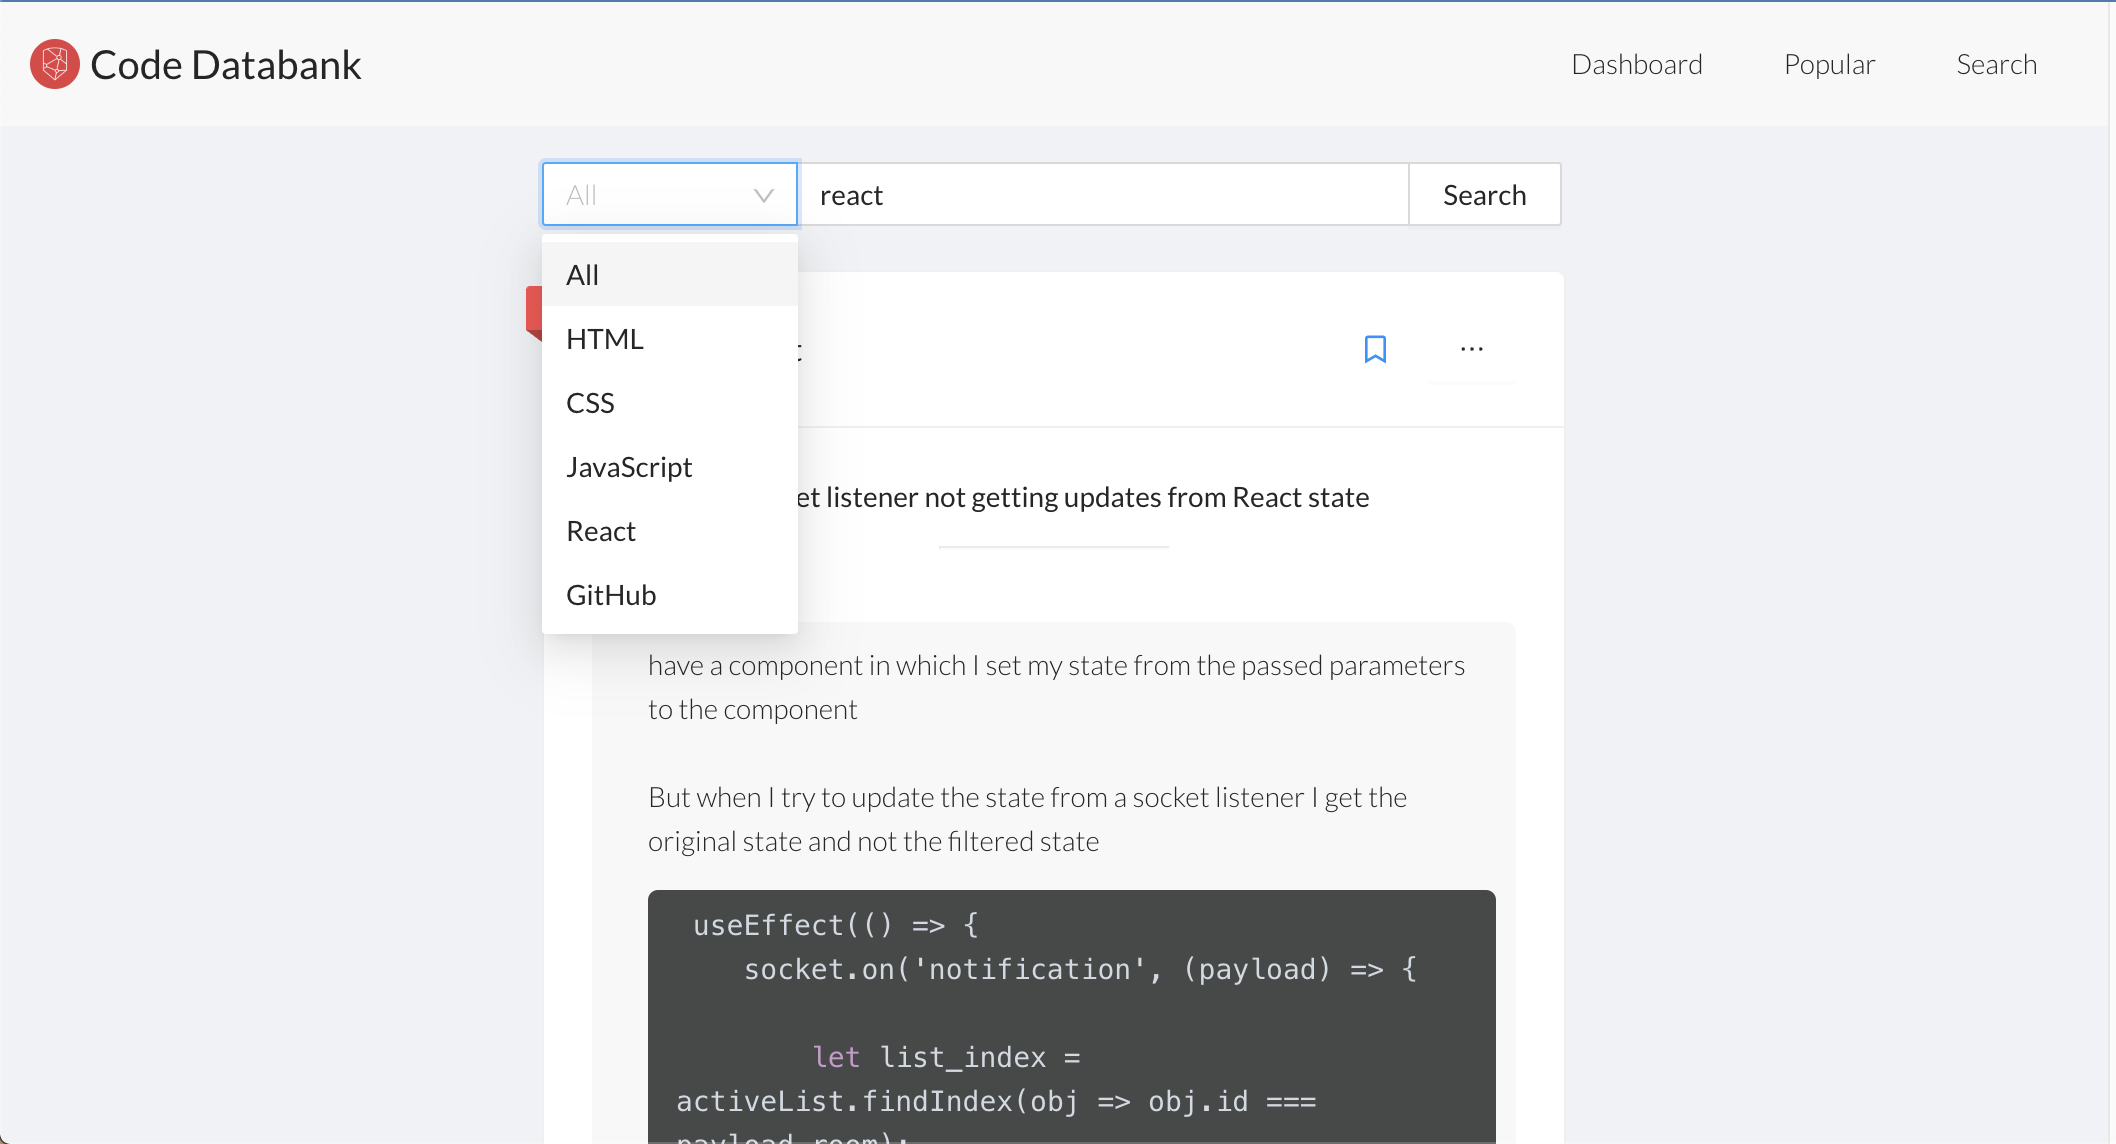 Code Databank
Dashboard
Popular
Search
All
react
Search
All
HTML
CSS
JavaScript
React
GitHub
...
listener not getting updates from React state
have a component in which I set my state from the passed parameters
to the component
But when I try to update the state from a socket listener I get the
original state and not the filtered state
useEffect(() => {
socket.on('notification', (payload) => {
let list_index =
activeList.findIndex(obj => obj.id ===
payload.room);